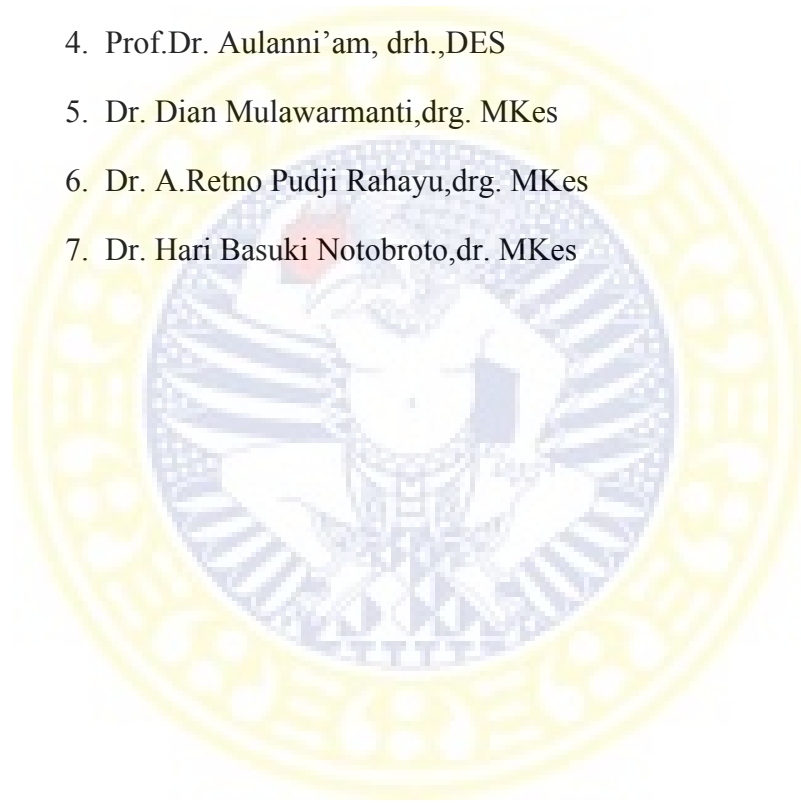 4. Prof.Dr. Aulanni’am, drh.,DES
5. Dr. Dian Mulawarmanti,drg. MKes
6. Dr. A.Retno Pudji Rahayu,drg. MKes
7. Dr. Hari Basuki Notobroto,dr. MKes